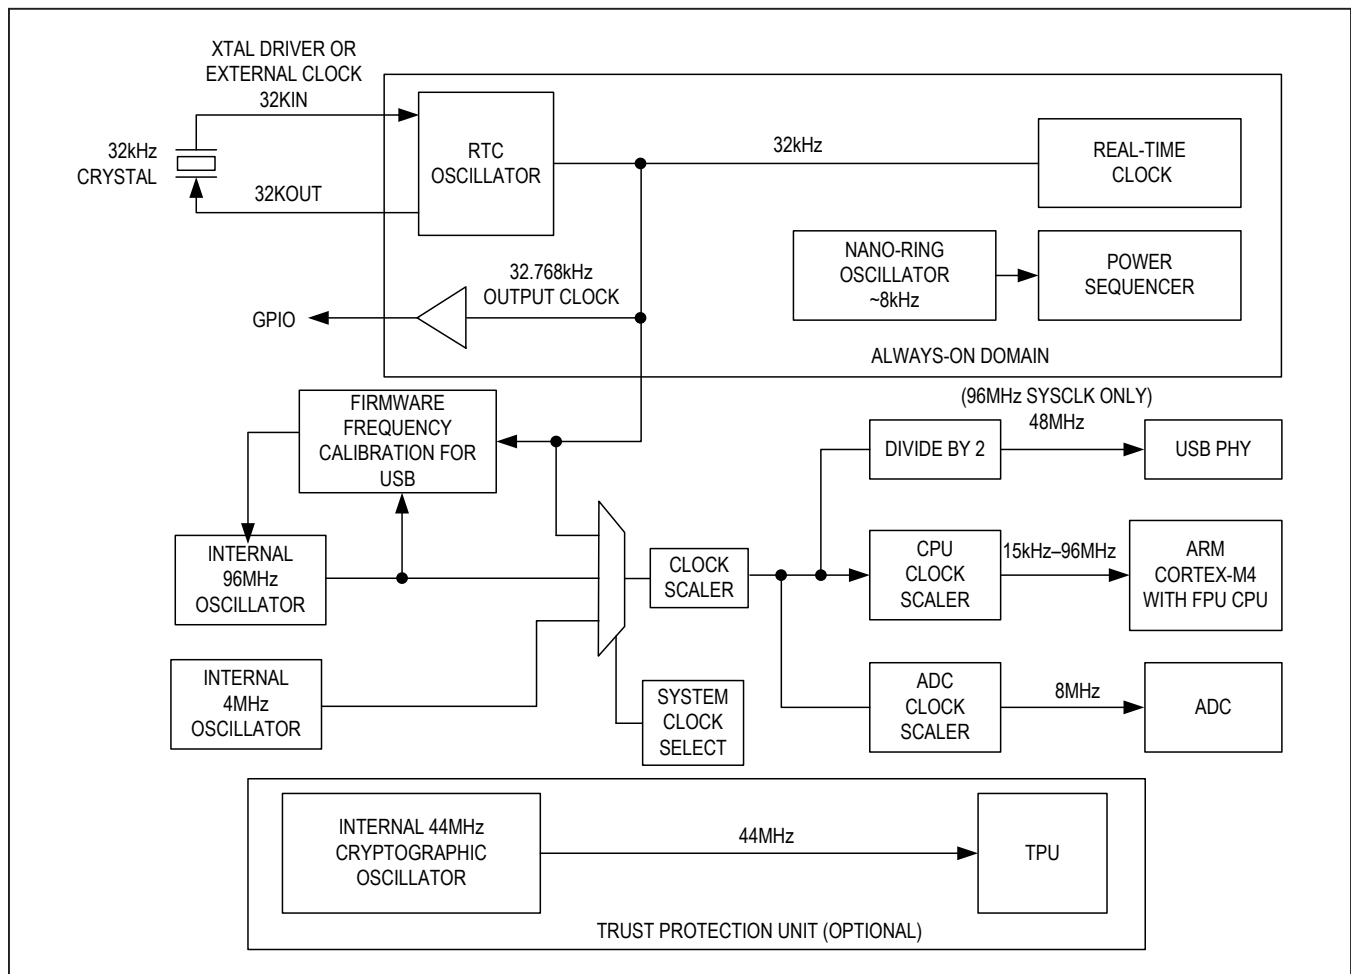 XTAL DRIVER OR
EXTERNAL CLOCK
32KIN
32kHz
CRYSTAL
32KOUT
RTC
OSCILLATOR
32kHz
REAL-TIME
CLOCK
NANO-RING
OSCILLATOR
~8kHz
POWER
SEQUENCER
32.768kHz
OUTPUT CLOCK
GPIO
ALWAYS-ON DOMAIN
FIRMWARE
FREQUENCY
CALIBRATION FOR
USB
(96MHz SYSCLK ONLY)
48MHz
DIVIDE BY 2
USB PHY
INTERNAL
96MHz
OSCILLATOR
CLOCK
SCALER
CPU
CLOCK
SCALER
15kHz–96MHz
ARM
CORTEX-M4
WITH FPU CPU
INTERNAL
4MHz
OSCILLATOR
SYSTEM
CLOCK
SELECT
ADC
CLOCK
SCALER
8MHz
ADC
INTERNAL 44MHz
CRYPTOGRAPHIC
OSCILLATOR
44MHz
TPU
TRUST PROTECTION UNIT (OPTIONAL)